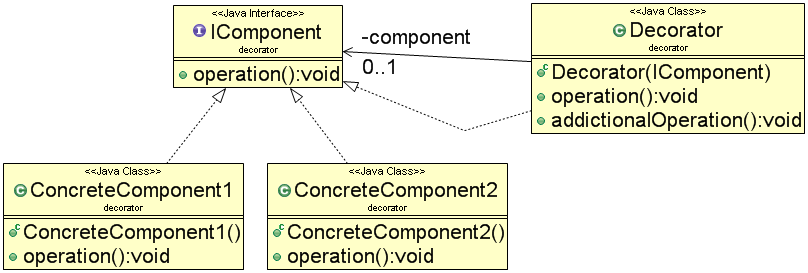 <<Java Interface>>
IComponent
decorator
operation():void
-component
0..1
<<Java Class>>
Decorator
decorator
Decorator(IComponent)
operation():void
addictionalOperation():void
<<Java Class>>
ConcreteComponent1
decorator
ConcreteComponent1()
operation():void
<<Java Class>>
ConcreteComponent2
decorator
ConcreteComponent2()
operation():void